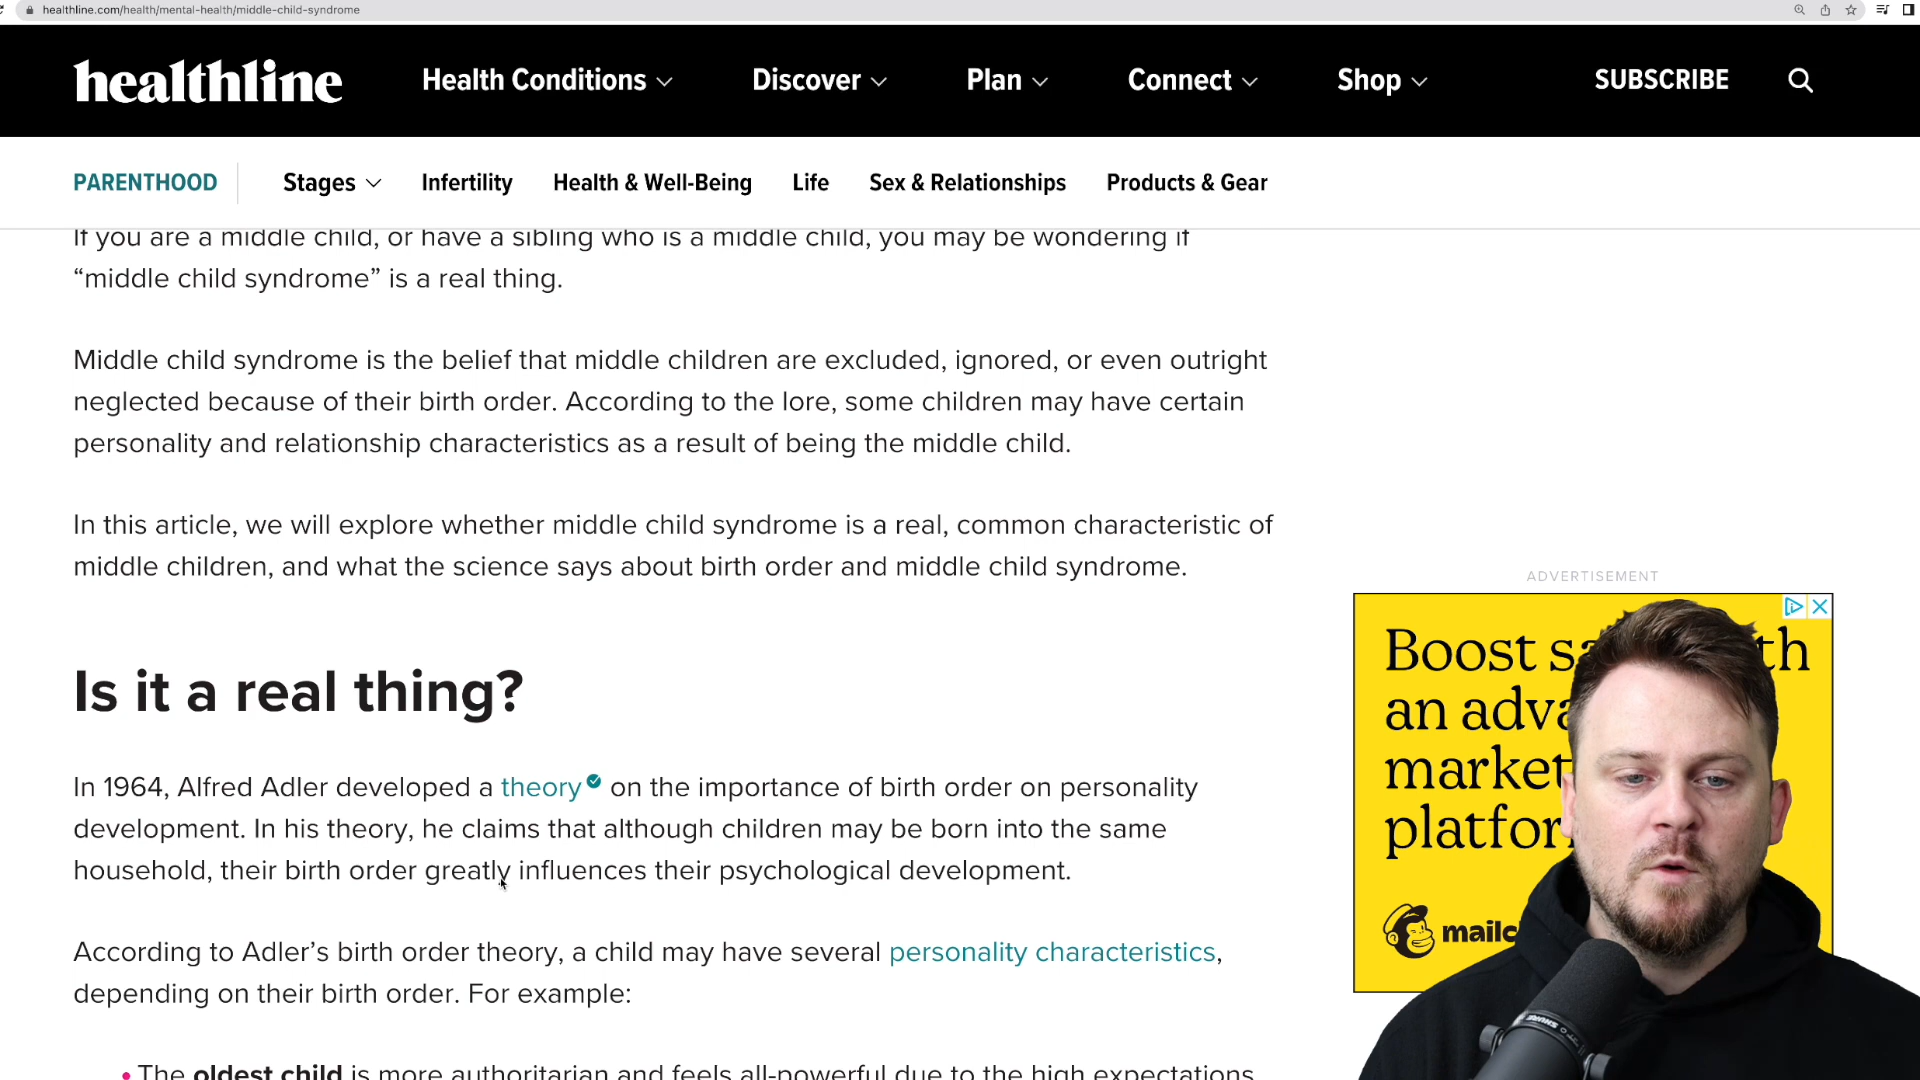 healthline.com/health/mental-health/middle-child-syndrome
healthline
Health Conditions
Discover
Plan
Connect
Shop
SUBSCRIBE
PARENTHOOD
Stages
Infertility
Health & Well-Being
Life
Sex & Relationships
Products & Gear
If you are a middle child, or have a sibling who is a middle child, you may be wondering if
“middle child syndrome” is a real thing.
Middle child syndrome is the belief that middle children are excluded, ignored, or even outright
neglected because of their birth order. According to the lore, some children may have certain
personality and relationship characteristics as a result of being the middle child.
In this article, we will explore whether middle child syndrome is a real, common characteristic of
middle children, and what the science says about birth order and middle child syndrome.
Is it a real thing?
In 1964, Alfred Adler developed a theory on the importance of birth order on personality
development. In his theory, he claims that although children may be born into the same
household, their birth order greatly influences their psychological development.
According to Adler’s birth order theory, a child may have several personality characteristics,
depending on their birth order. For example:
• The oldest child is more authoritarian and feels all-powerful due to the high expectations
ADVERTISEMENT
Boost
an